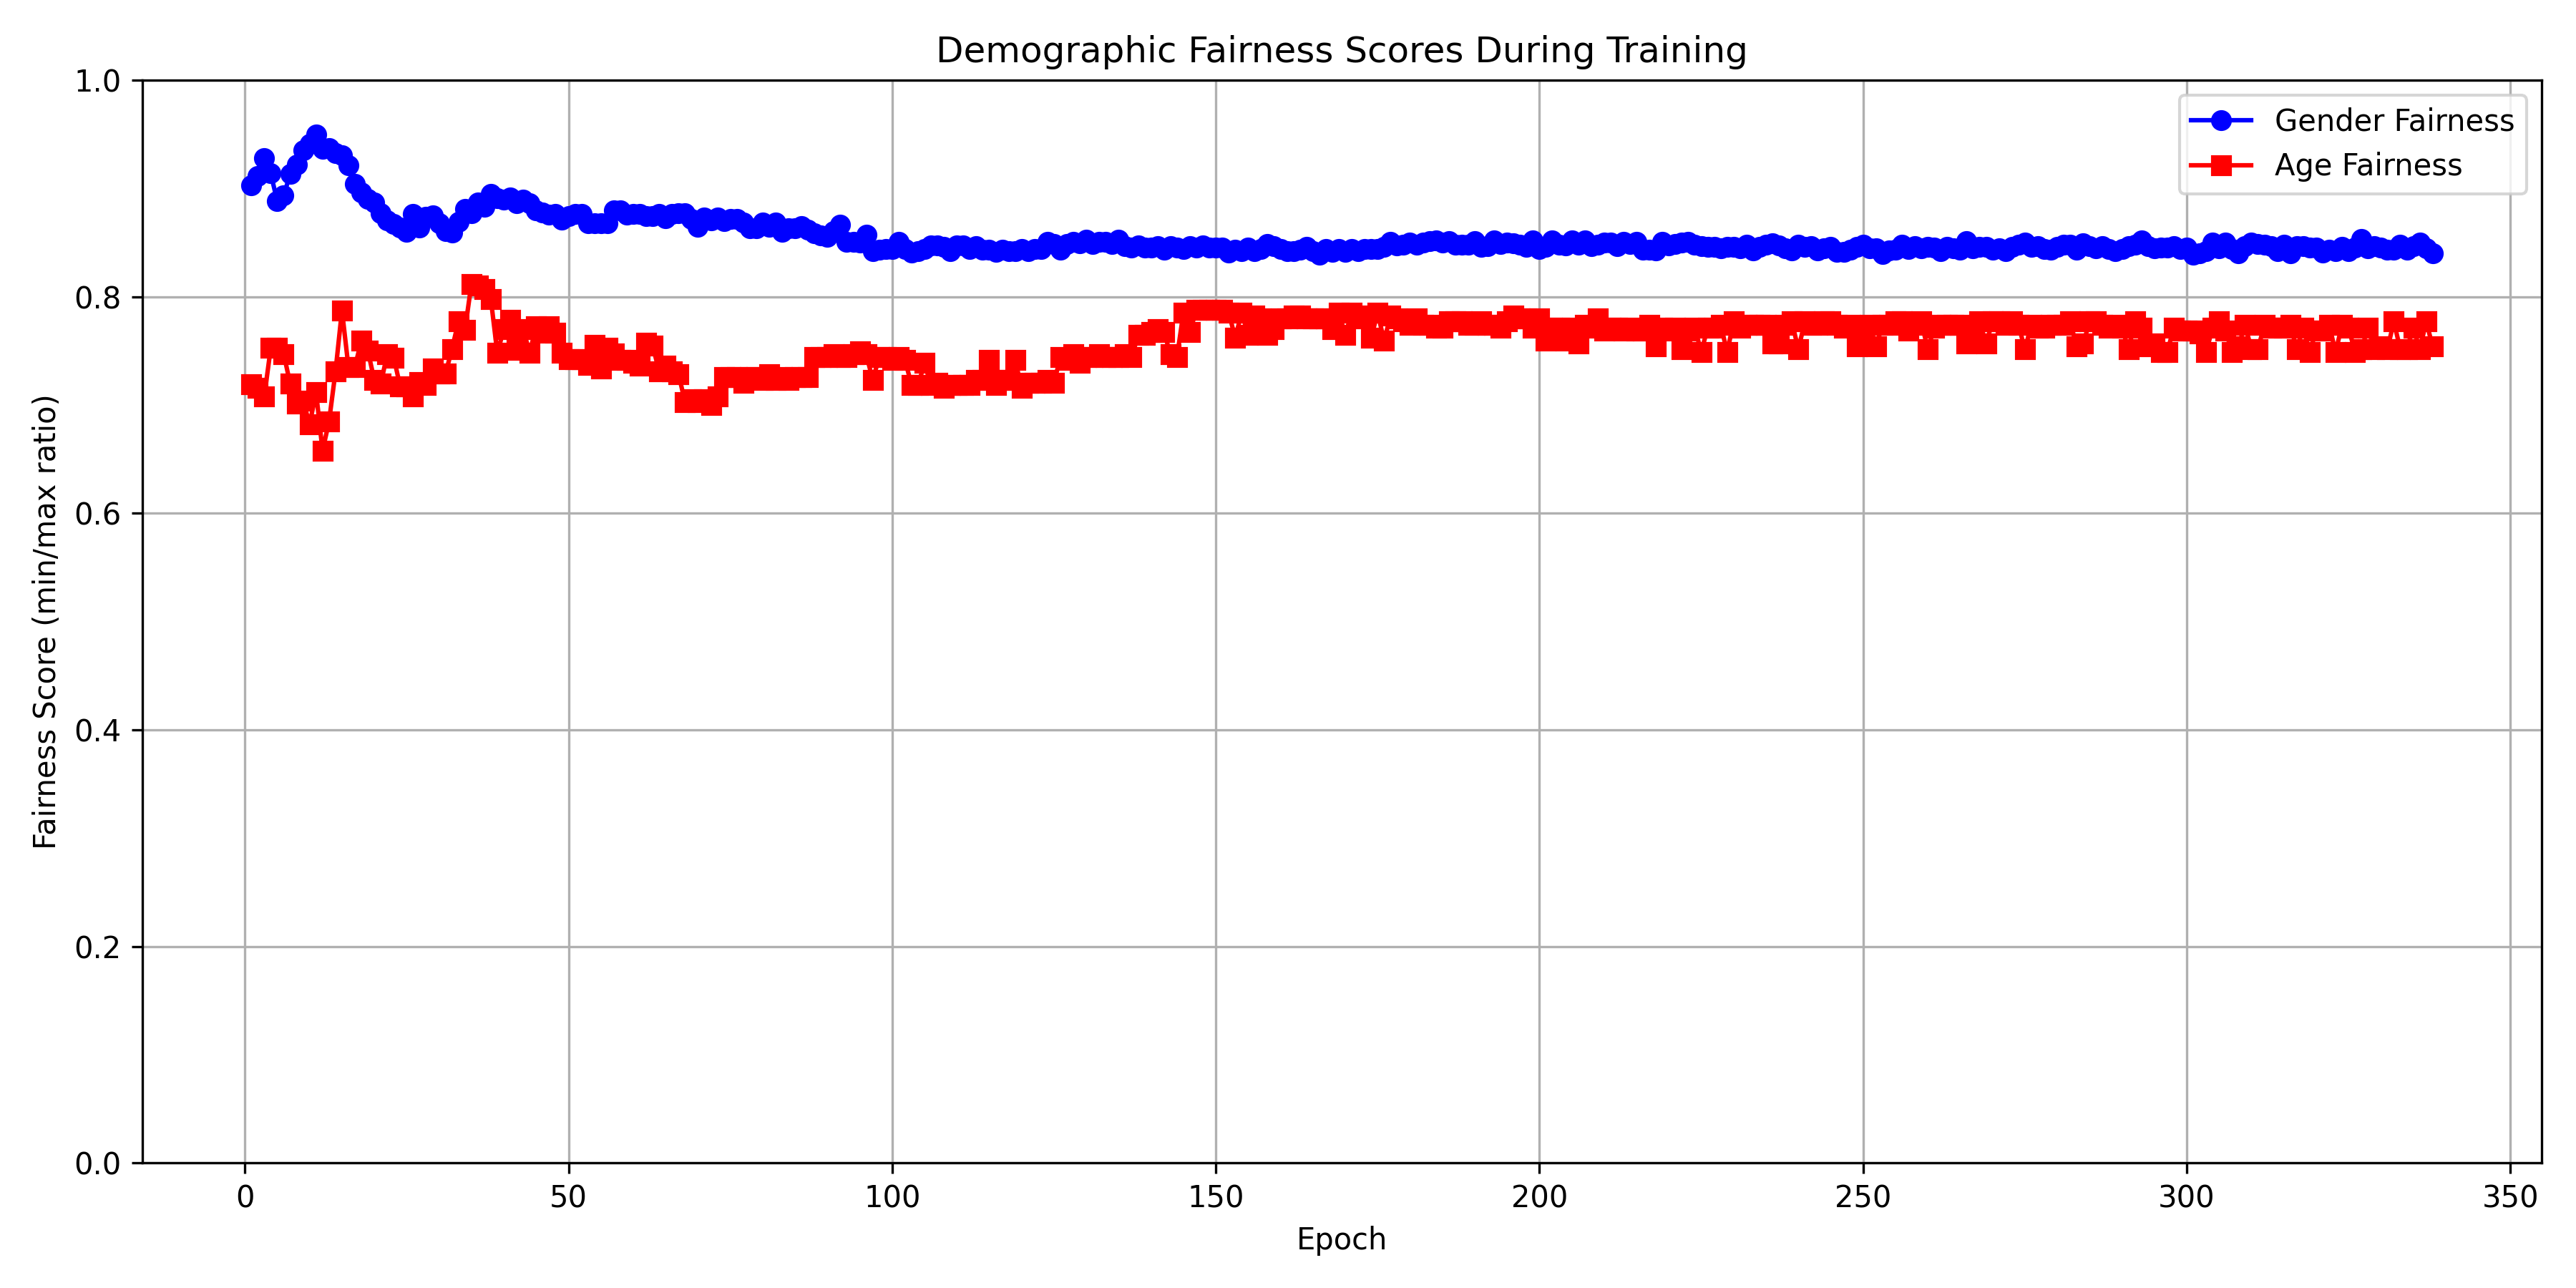 Demographic Fairness Scores During Training
Gender Fairness
Age Fairness
Fairness Score (min/max ratio)
1.0
0.8
0.6
0.4
0.2
0.0
0 50 100 150 200 250 300 350
Epoch